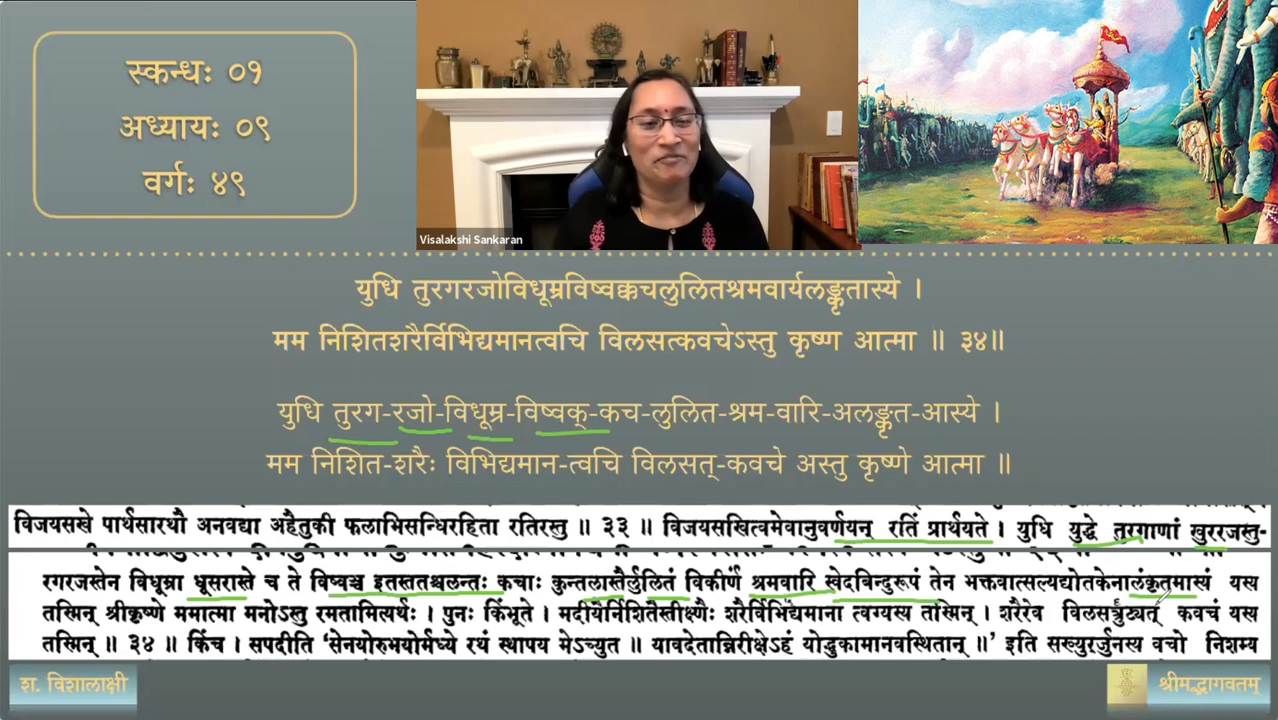 स्कन्धः ०१
अध्यायः ०९
वर्गः ४९
Visalakshi Sankaran
युधि तुरगरजोविधूम्रविष्वक्कचलुलितश्रमवार्यलङ्कृतास्ये ।
मम निशितशरैर्विभिद्यमानत्वचि विलसत्कवचेऽस्तु कृष्ण आत्मा ॥ ३४॥
युधि तुरग-रजो-विधूम्र-विष्वक्-कच-लुलित-श्रम-वारि-अलङ्कृत-आस्ये ।
मम निशित-शरैः विभिद्यमान-त्वचि विलसत्-कवचे अस्तु कृष्णे आत्मा ॥
विजयसखे पार्थसारथौ अनवद्या अहैतुकी फलाभिसन्धिरहिता रतिरस्तु ॥ ३३ ॥ विजयसखित्वमेवानुवर्णयन् रतिं प्रार्थयते । युधि युद्धे तुरगाणां खुररजस्तु-
रगरजस्तेन विधूम्रा धूसरास्ते च ते विष्वञ्च इतस्ततश्चलन्तः कचाः कुन्तलास्तैर्लुलितं विकीर्णं श्रमवारि स्वेदबिन्दुरूपं तेन भक्तवात्सल्यद्योतकेनालंकृतमास्यं यस्य
तस्मिन् श्रीकृष्णे ममात्मा मनोऽस्तु रमतामित्यर्थः । पुनः किंभूते । मदीयैर्निशितैस्तीक्ष्णैः शरैर्विभिद्यमाना त्वग्यस्य तस्मिन् । शरैरेव कवचं यस्य
तस्मिन् ॥ ३४ ॥ किंच । सपदीति 'सेनयोरुभयोर्मध्ये रथं स्थापय मेऽच्युत ॥ यावदेतान्निरीक्षेऽहं योद्धुकामानवस्थितान् ॥' इति सख्युरर्जुनस्य वचो निशम्य
श. विशालाक्षी
श्रीमद्भागवतम्